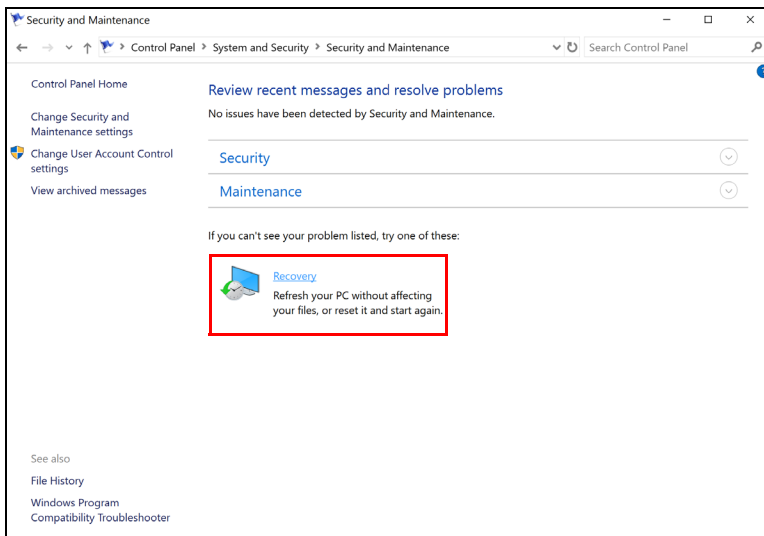 Security and Maintenance
Control Panel > System and Security > Security and Maintenance
Search Control Panel
?
Control Panel Home
Change Security and
Maintenance settings
Change User Account Control
settings
View archived messages
Review recent messages and resolve problems
No issues have been detected by Security and Maintenance.
Security
Maintenance
If you can't see your problem listed, try one of these:
Recovery
Refresh your PC without affecting
your files, or reset it and start again.
See also
File History
Windows Program
Compatibility Troubleshooter